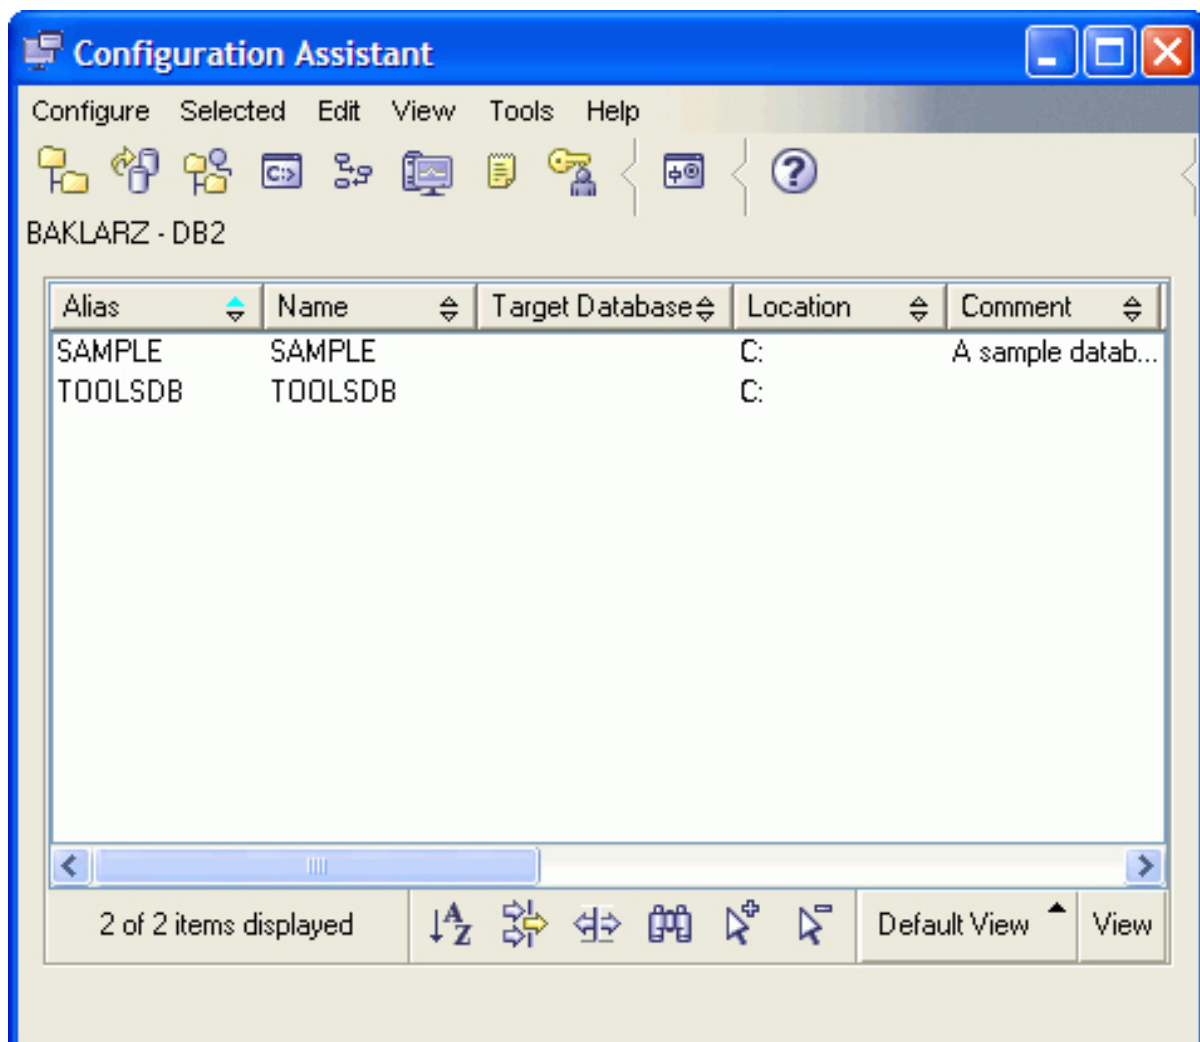 Configuration Assistant
Configure Selected Edit View Tools Help
C:>
BAKLARZ - DB2
Alias Name Target Database Location Comment
SAMPLE SAMPLE C: A sample datab...
TOOLSDB TOOLSDB C:
2 of 2 items displayed A Z Default View View